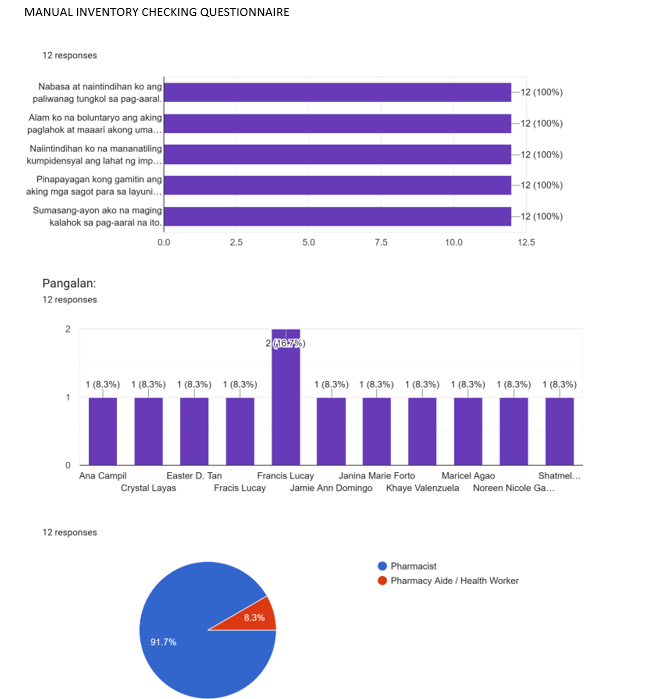 MANUAL INVENTORY CHECKING QUESTIONNAIRE
12 responses
Nabasa at naintindihan ko ang
paliwanag tungkol sa pag-aaral.
12 (100%)
Alam ko na boluntaryo ang aking
paglahok at maaari akong uma...
12 (100%)
Naiintindihan ko na mananatiling
kumpidensyal ang lahat ng imp...
12 (100%)
Pinapayagan kong gamitin ang
aking mga sagot para sa layuni...
12 (100%)
Sumasang-ayon ako na maging
kalahok sa pag-aaral na ito.
12 (100%)
0.0 2.5 5.0 7.5 10.0 12.5
Pangalan:
12 responses
2
2 (16.7%)
1 (8.3%) 1 (8.3%) 1 (8.3%) 1 (8.3%) 1 (8.3%) 1 (8.3%) 1 (8.3%) 1 (8.3%) 1 (8.3%) 1 (8.3%)
1
0
Ana Campil Easter D. Tan Francis Lucay Janina Marie Forto Maricel Agao Shatmel...
Crystal Layas Fracis Lucay Jamie Ann Domingo Khaye Valenzuela Noreen Nicole Ga...
12 responses
Pharmacist
Pharmacy Aide / Health Worker
8.3%
91.7%